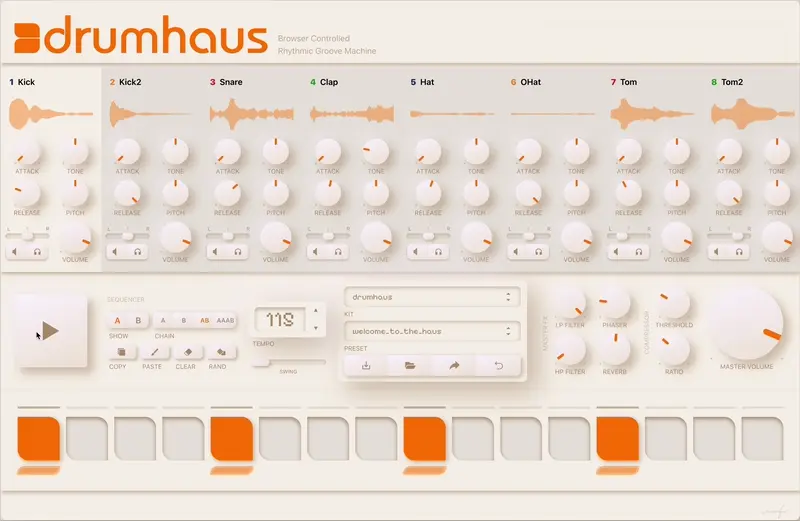 drumhaus
Browser Controlled
Rhythmic Groove Machine
1 Kick
2 Kick2
3 Snare
4 Clap
5 Hat
6 OHat
7 Tom
8 Tom2
ATTACK TONE ATTACK TONE ATTACK TONE ATTACK TONE ATTACK TONE ATTACK TONE ATTACK TONE ATTACK TONE
RELEASE PITCH RELEASE PITCH RELEASE PITCH RELEASE PITCH RELEASE PITCH RELEASE PITCH RELEASE PITCH RELEASE PITCH
L R L R L R L R L R L R L R L R
VOLUME VOLUME VOLUME VOLUME VOLUME VOLUME VOLUME VOLUME
SEQUENCER
A B
A B AB AAAB
SHOW CHAIN
COPY PASTE CLEAR RAND
118
TEMPO
SWING
drumhaus
KIT
welcome_to_the_haus
PRESET
MASTER FX
LP FILTER PHASER
HP FILTER REVERB
COMPRESSOR
THRESHOLD
RATIO
MASTER VOLUME